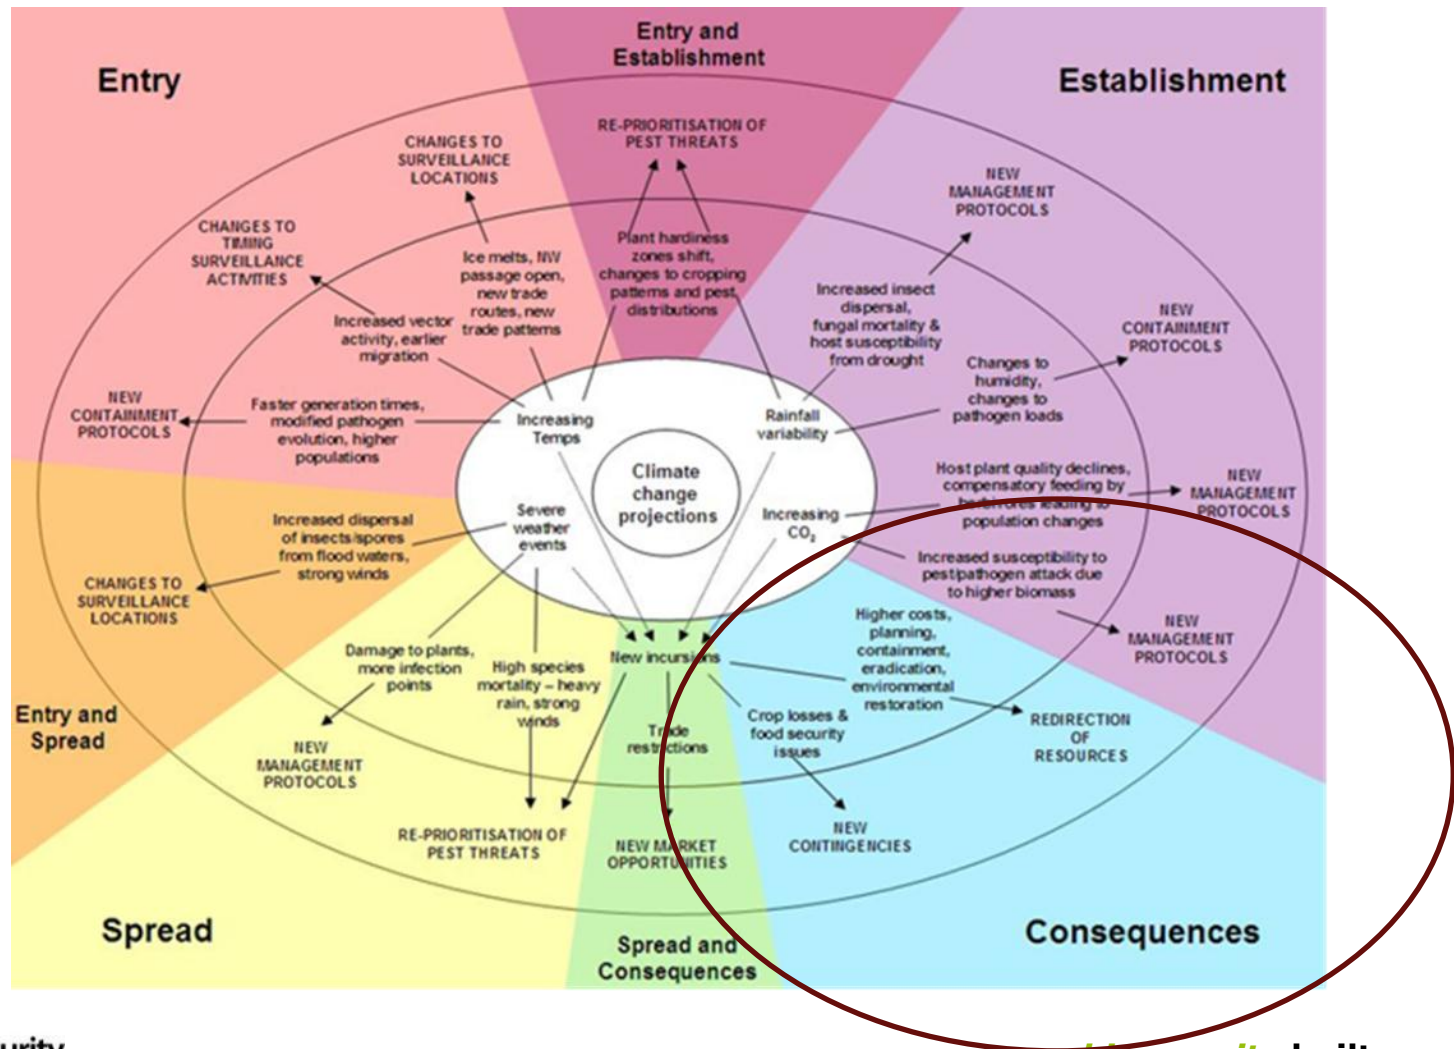 Entry and
Establishment
Entry
Establishment
RE-PRIORITISATION OF
PEST THREATS
CHANGES TO
SURVEILLANCE
LOCATIONS
NEW
MANAGEMENT
PROTOCOLS
CHANGES TO
TIMING
SURVEILLANCE
ACTIVITIES
Ice melts, NW
passage open,
new trade
routes, new
trade patterns
Plant hardiness
zones shift,
changes to cropping
patterns and pest
distributions
Increased insect
dispersal,
fungal mortality &
host susceptibility
from drought
NEW
CONTAINMENT
PROTOCOLS
Increased vector
activity, earlier
migration
Changes to
humidity,
changes to
pathogen loads
NEW
CONTAINMENT
PROTOCOLS
Faster generation times,
modified pathogen
evolution, higher
populations
Increasing
Temps
Rainfall
variability
Climate
change
projections
Host plant quality declines,
compensatory feeding by
herbivores leading to
population changes
NEW
MANAGEMENT
PROTOCOLS
Increased dispersal
of insects/spores
from flood waters,
strong winds
Severe
weather
events
Increasing
CO2
Increased susceptibility to
pest/pathogen attack due
to higher biomass
CHANGES TO
SURVEILLANCE
LOCATIONS
NEW
MANAGEMENT
PROTOCOLS
Damage to plants,
more infection
points
High species
mortality – heavy
rain, strong
winds
New incursions
Higher costs,
planning,
containment,
eradication,
environmental
restoration
Entry and
Spread
Trade
restrictions
Crop losses &
food security
issues
REDIRECTION
OF
RESOURCES
NEW
MANAGEMENT
PROTOCOLS
RE-PRIORITISATION OF
PEST THREATS
NEW MARKET
OPPORTUNITIES
NEW
CONTINGENCIES
Spread
Spread and
Consequences
Consequences